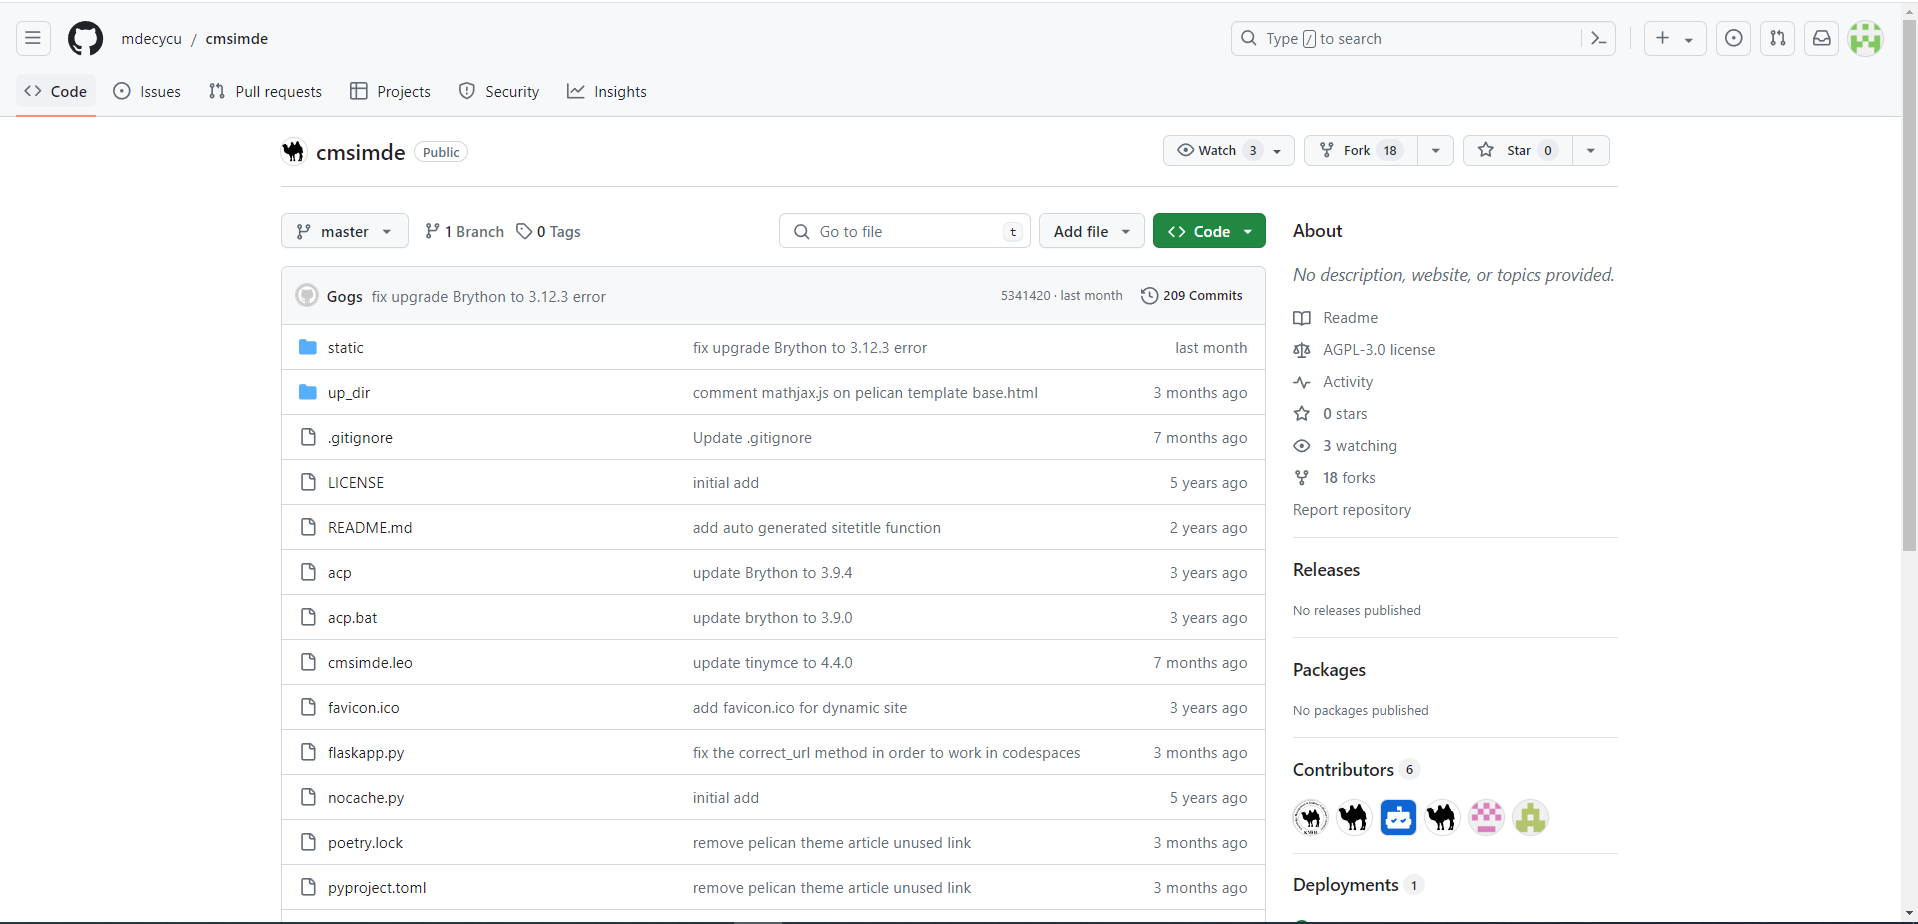 mdecycu / cmsimde
Type / to search
Code Issues Pull requests Projects Security Insights
cmsimde Public
Watch 3 Fork 18 Star 0
master 1 Branch 0 Tags Go to file t Add file Code
Gogs fix upgrade Brython to 3.12.3 error 5341420 · last month 209 Commits
static fix upgrade Brython to 3.12.3 error last month
up_dir comment mathjax.js on pelican template base.html 3 months ago
.gitignore Update .gitignore 7 months ago
LICENSE initial add 5 years ago
README.md add auto generated sitetitle function 2 years ago
acp update Brython to 3.9.4 3 years ago
acp.bat update brython to 3.9.0 3 years ago
cmsimde.leo update tinymce to 4.4.0 7 months ago
favicon.ico add favicon.ico for dynamic site 3 years ago
flaskapp.py fix the correct_url method in order to work in codespaces 3 months ago
nocache.py initial add 5 years ago
poetry.lock remove pelican theme article unused link 3 months ago
pyproject.toml remove pelican theme article unused link 3 months ago
About
No description, website, or topics provided.
Readme
AGPL-3.0 license
Activity
0 stars
3 watching
18 forks
Report repository
Releases
No releases published
Packages
No packages published
Contributors 6
Deployments 1